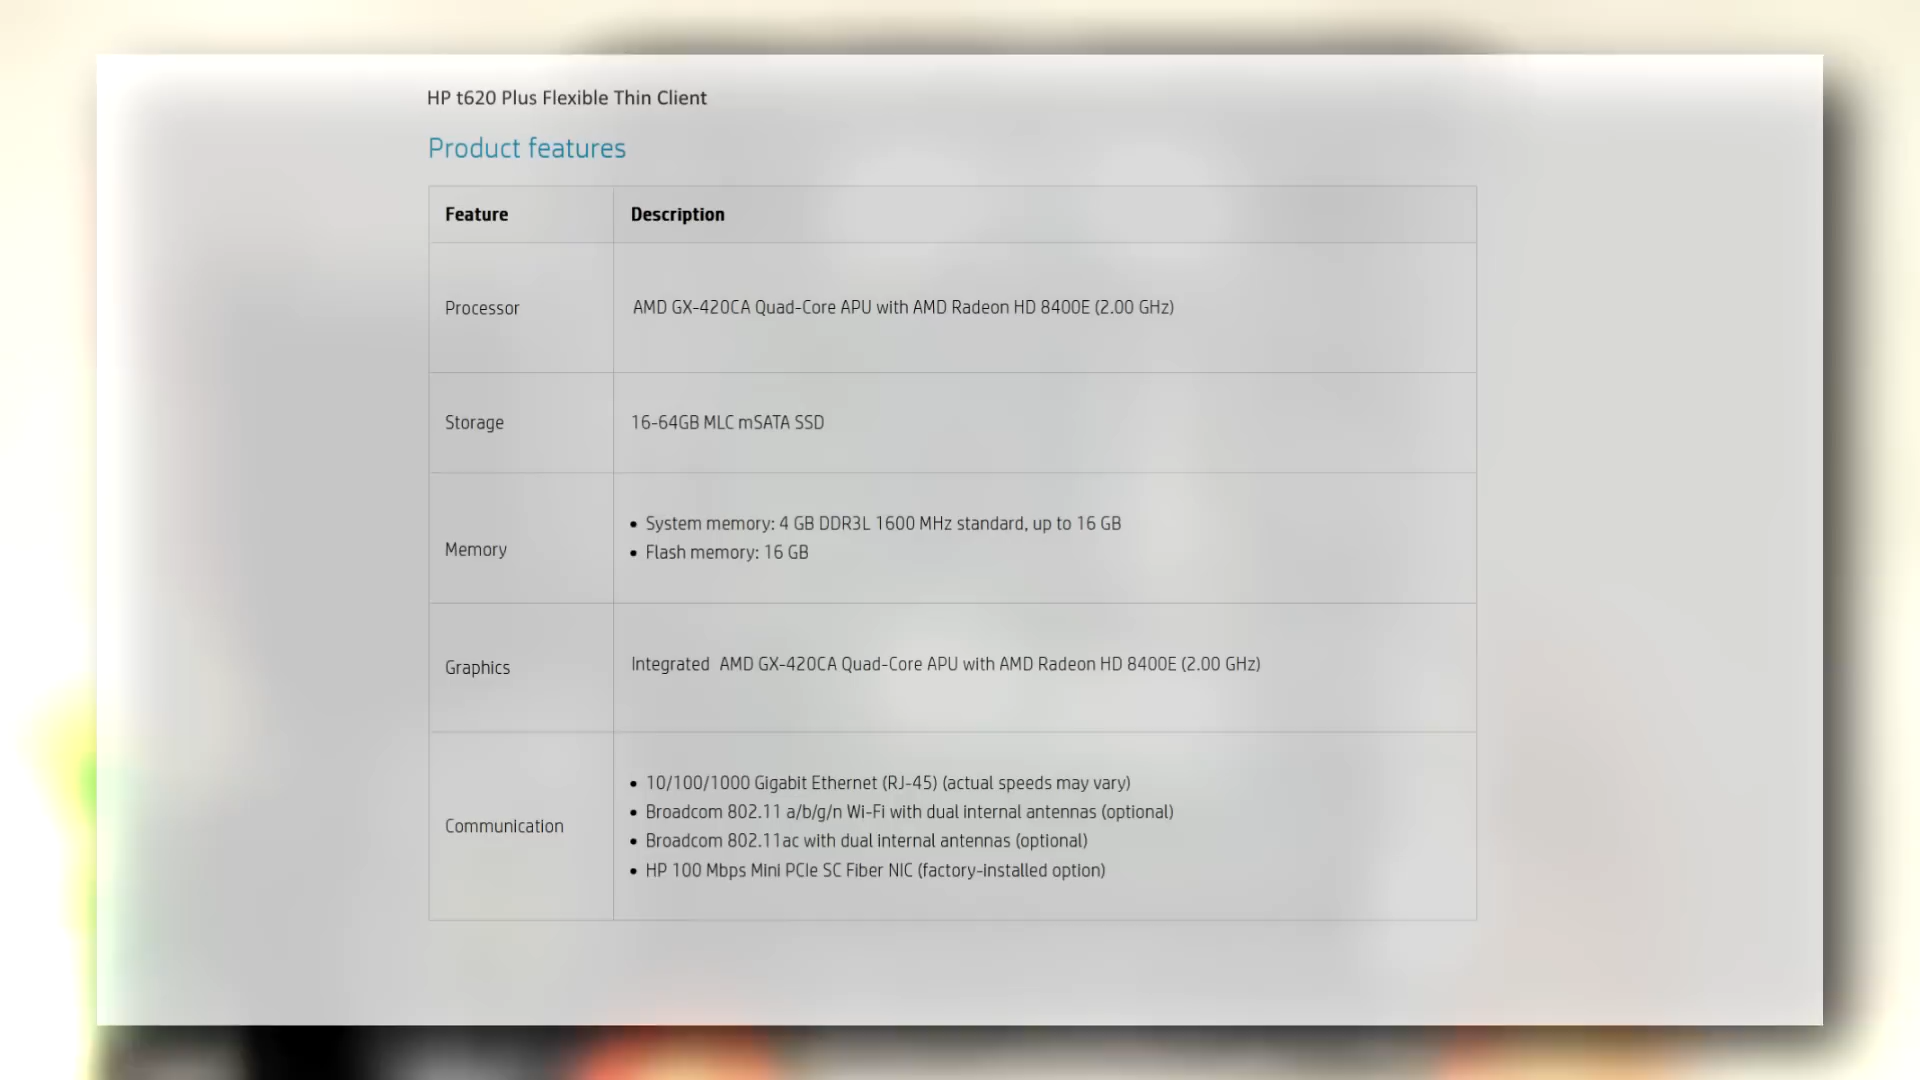 HP t620 Plus Flexible Thin Client
Product features
Feature
Description
Processor
AMD GX-420CA Quad-Core APU with AMD Radeon HD 8400E (2.00 GHz)
Storage
16-64GB MLC mSATA SSD
Memory
• System memory: 4 GB DDR3L 1600 MHz standard, up to 16 GB
• Flash memory: 16 GB
Graphics
Integrated AMD GX-420CA Quad-Core APU with AMD Radeon HD 8400E (2.00 GHz)
Communication
• 10/100/1000 Gigabit Ethernet (RJ-45) (actual speeds may vary)
• Broadcom 802.11 a/b/g/n Wi-Fi with dual internal antennas (optional)
• Broadcom 802.11ac with dual internal antennas (optional)
• HP 100 Mbps Mini PCIe SC Fiber NIC (factory-installed option)